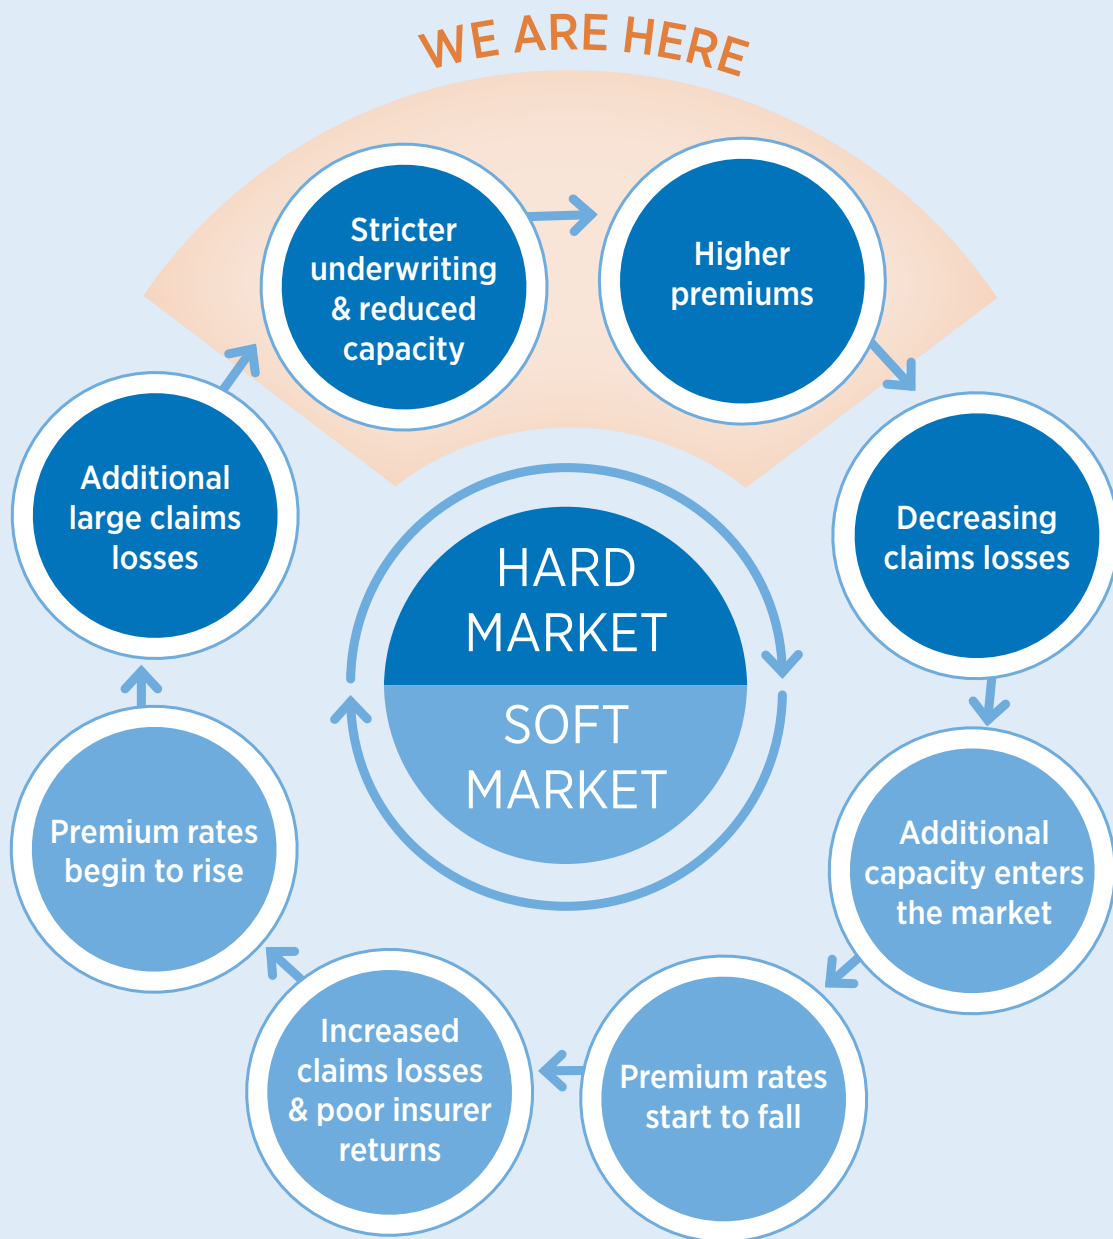 WE ARE HERE
Stricter
underwriting
& reduced
capacity
Higher
premiums
Decreasing
claims losses
Additional
capacity enters
the market
Premium rates
start to fall
Increased
claims losses
& poor insurer
returns
Premium rates
begin to rise
Additional
large claims
losses
HARD
MARKET
SOFT
MARKET